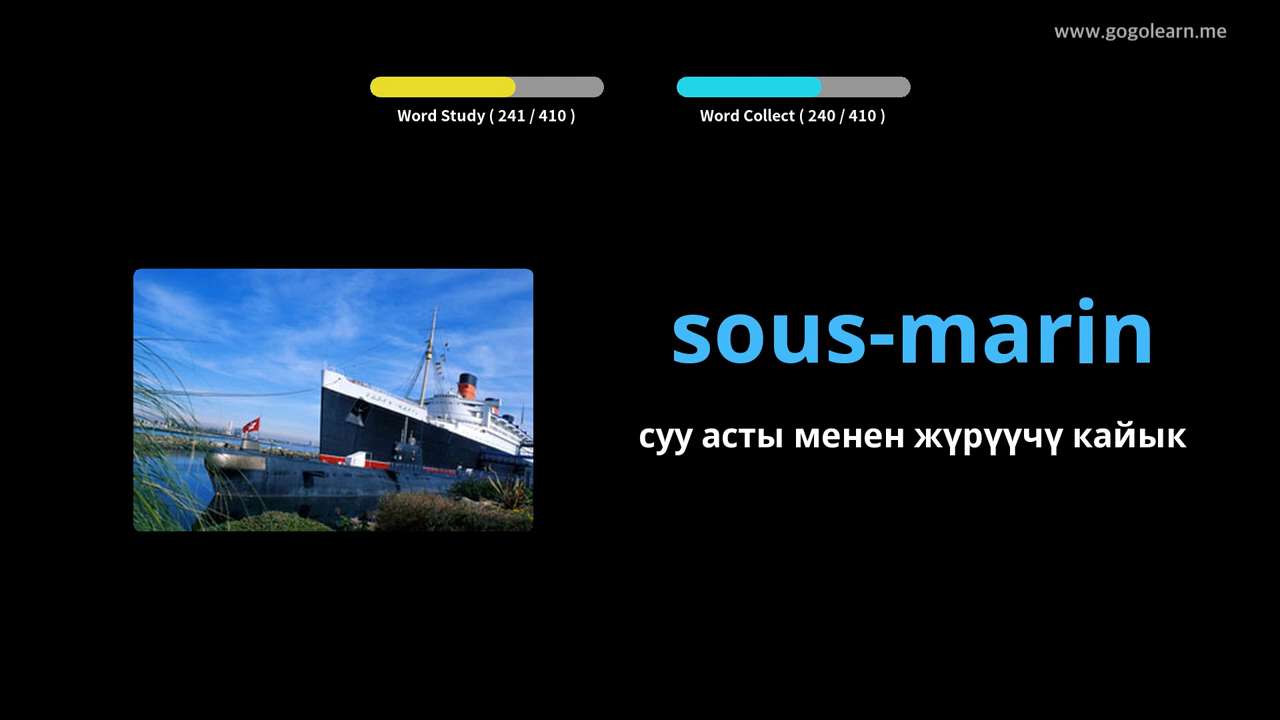 www.gogolearn.me
Word Study ( 241 / 410 )
Word Collect ( 240 / 410 )
sous-marin
суу асты менен жүрүүчү кайык